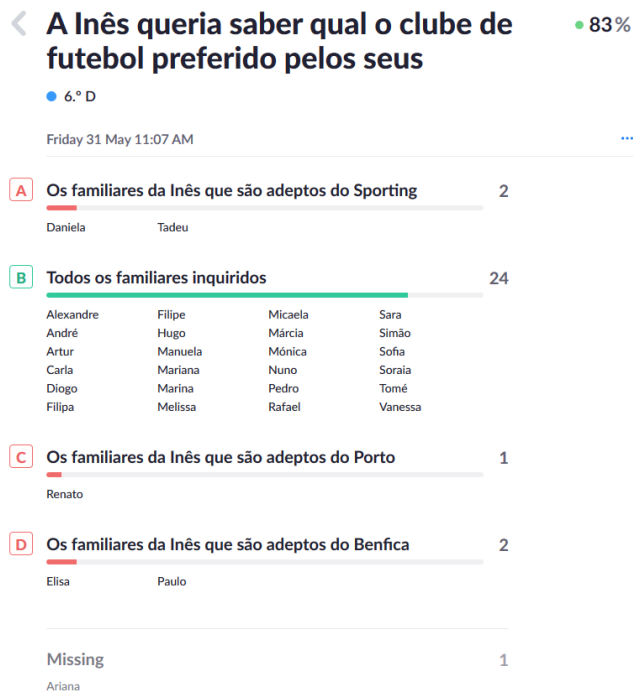 A Inês queria saber qual o clube de
83%
futebol preferido pelos seus
6.º D
Friday 31 May 11:07 AM
A Os familiares da Inês que são adeptos do Sporting 2
Daniela Tadeu
B Todos os familiares inquiridos 24
Alexandre Filipe Micaela Sara
André Hugo Márcia Simão
Artur Manuela Mónica Sofia
Carla Mariana Nuno Soraia
Diogo Marina Pedro Tomé
Filipa Melissa Rafael Vanessa
C Os familiares da Inês que são adeptos do Porto 1
Renato
D Os familiares da Inês que são adeptos do Benfica 2
Elisa Paulo
Missing 1
Ariana